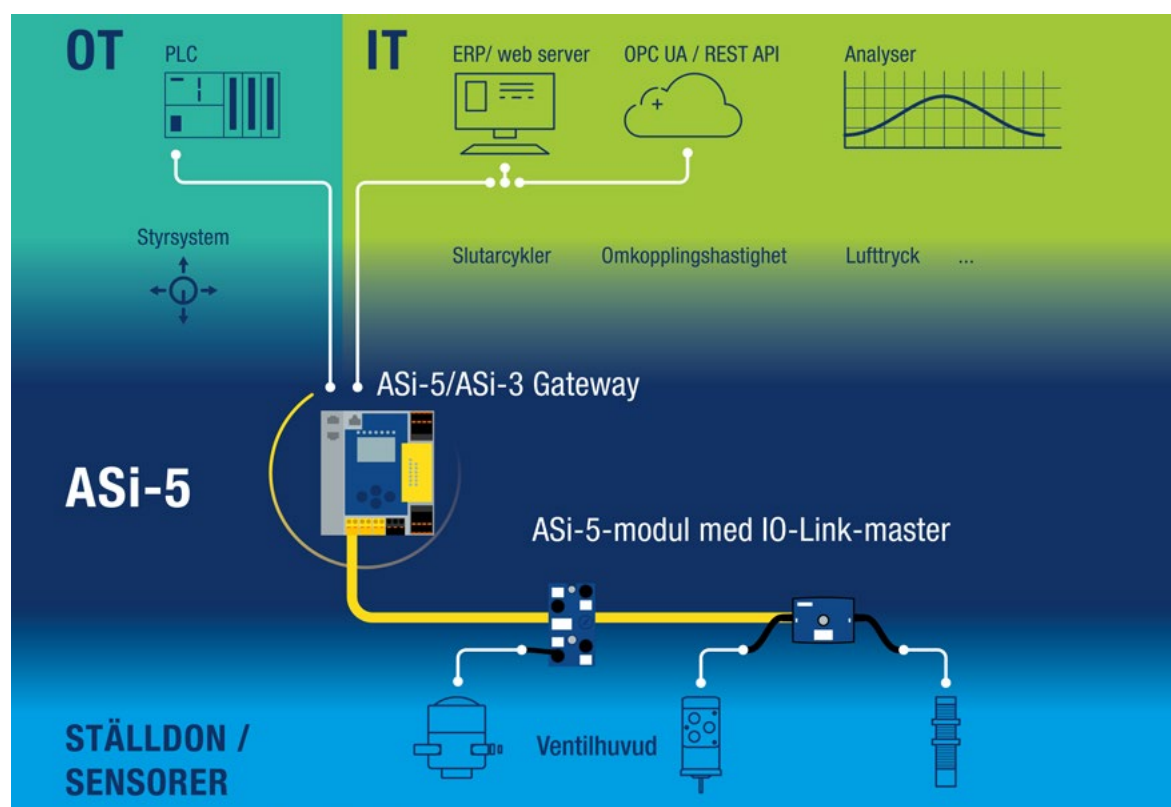 OT
PLC
IT
ERP/ web server
OPC UA / REST API
Analyser
Styrsystem
Slutarcykler
Omkopplingshastighet
Lufttryck
...
ASi-5/ASi-3 Gateway
ASi-5
ASi-5-modul med IO-Link-master
STÄLLDON /
SENSORER
Ventilhuvud